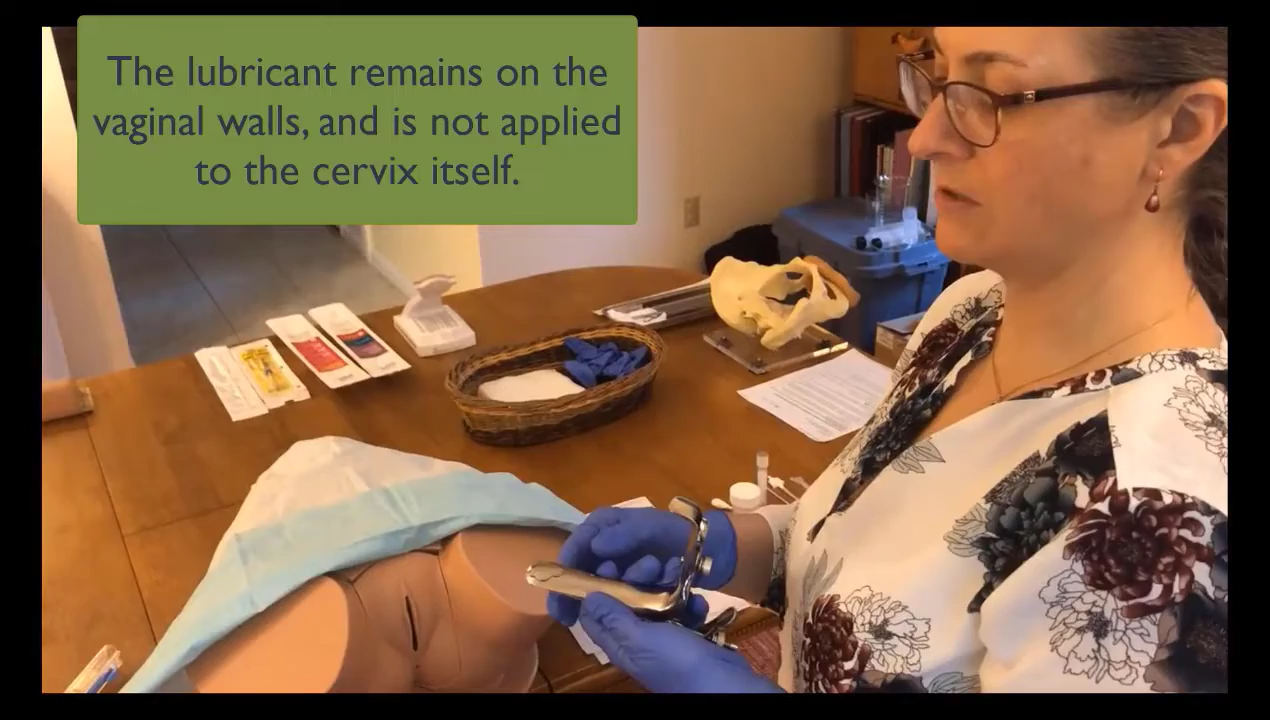 The lubricant remains on the
vaginal walls, and is not applied
to the cervix itself.